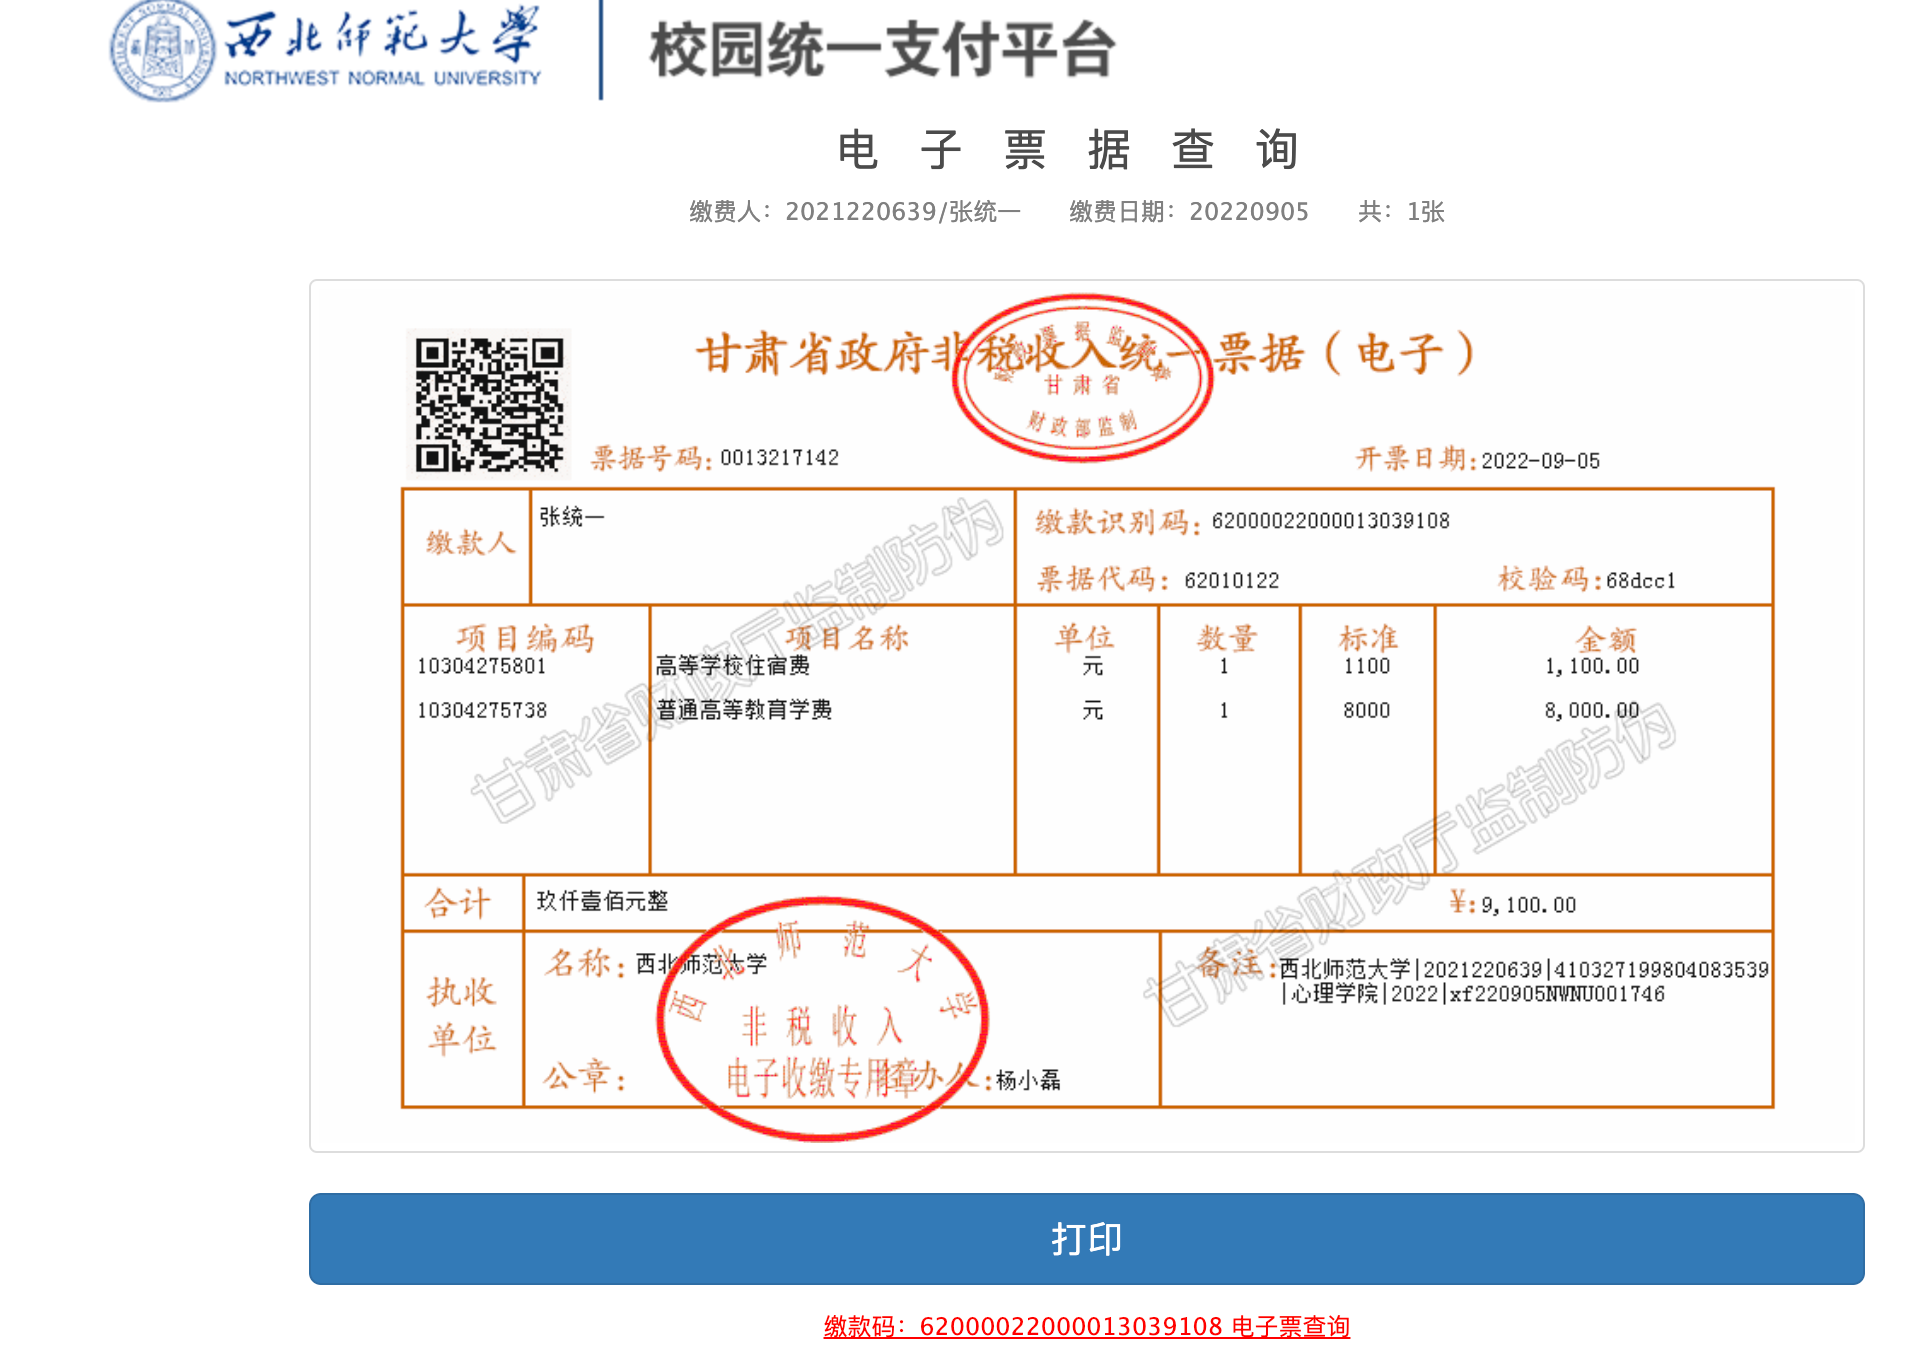 西北师范大学
NORTHWEST NORMAL UNIVERSITY
校园统一支付平台
电子票据查询
缴费人：2021220639/张统一 缴费日期：20220905 共：1张
甘肃省政府非税收入统一票据（电子）
甘肃省
财政部监制
票据号码：0013217142
开票日期：2022-09-05
缴款人 张统一
缴款识别码：62000022000013039108
票据代码：62010122 校验码：68dcc1
项目编码 项目名称 单位 数量 标准 金额
10304275801 高等学校住宿费 元 1 1100 1,100.00
10304275738 普通高等教育学费 元 1 8000 8,000.00
甘肃省财政厅监制防伪
甘肃省财政厅监制防伪
合计 玖仟壹佰元整 ¥：9,100.00
执收单位
名称：西北师范大学
备注：西北师范大学|2021220639|410327199804083539
|心理学院|2022|xf220905NWNU001746
西北师范大学
非税收入
电子收缴专用章
公章： 经办人：杨小磊
打印
缴款码：62000022000013039108 电子票查询